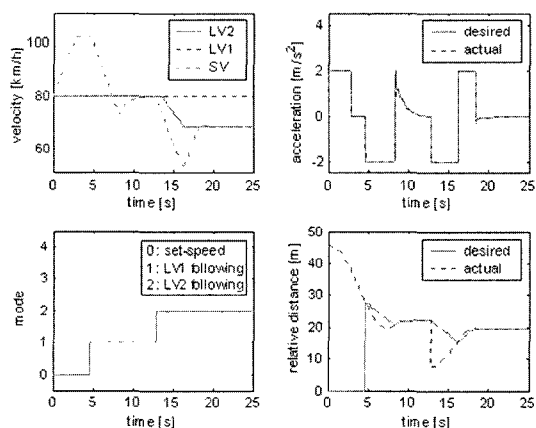 velocity [km/h]
100
80
60
0 5 10 15 20 25
time [s]
LV2
LV1
SV
acceleration [m/s²]
4
2
0
-2
0 5 10 15 20 25
time [s]
desired
actual
mode
4
3
2
1
0
0 5 10 15 20 25
time [s]
0: set-speed
1: LV1 following
2: LV2 following
relative distance [m]
50
40
30
20
10
0
0 5 10 15 20 25
time [s]
desired
actual